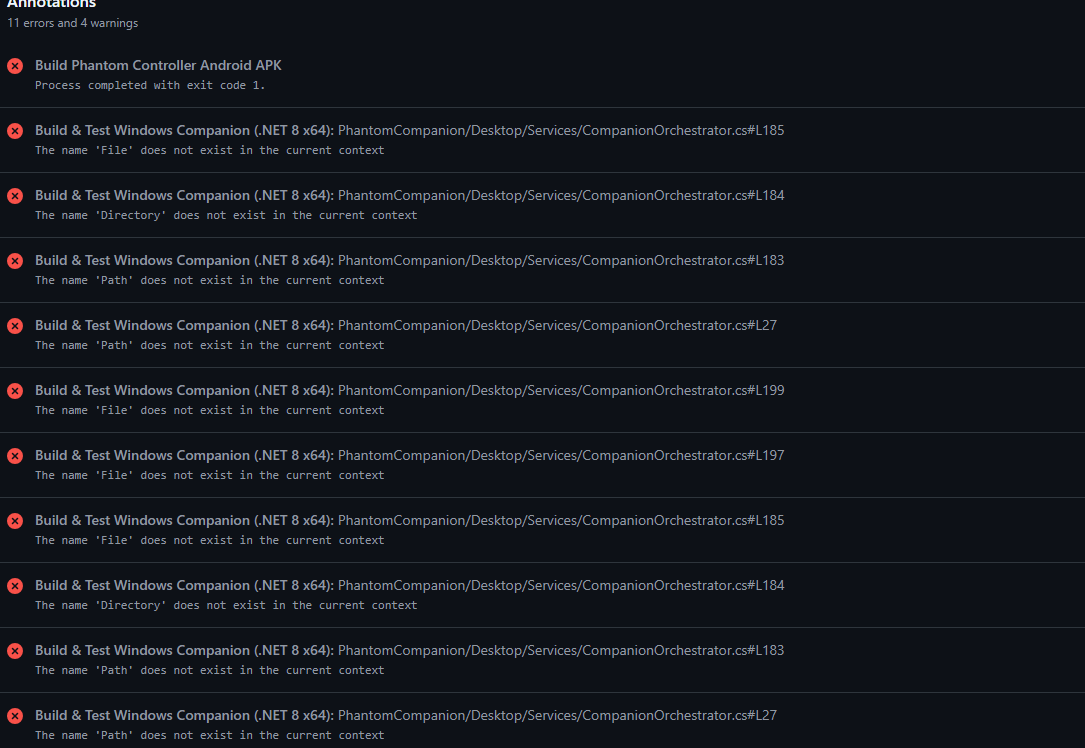 Annotations
11 errors and 4 warnings
Build Phantom Controller Android APK
Process completed with exit code 1.
Build & Test Windows Companion (.NET 8 x64): PhantomCompanion/Desktop/Services/CompanionOrchestrator.cs#L185
The name 'File' does not exist in the current context
Build & Test Windows Companion (.NET 8 x64): PhantomCompanion/Desktop/Services/CompanionOrchestrator.cs#L184
The name 'Directory' does not exist in the current context
Build & Test Windows Companion (.NET 8 x64): PhantomCompanion/Desktop/Services/CompanionOrchestrator.cs#L183
The name 'Path' does not exist in the current context
Build & Test Windows Companion (.NET 8 x64): PhantomCompanion/Desktop/Services/CompanionOrchestrator.cs#L27
The name 'Path' does not exist in the current context
Build & Test Windows Companion (.NET 8 x64): PhantomCompanion/Desktop/Services/CompanionOrchestrator.cs#L199
The name 'File' does not exist in the current context
Build & Test Windows Companion (.NET 8 x64): PhantomCompanion/Desktop/Services/CompanionOrchestrator.cs#L197
The name 'File' does not exist in the current context
Build & Test Windows Companion (.NET 8 x64): PhantomCompanion/Desktop/Services/CompanionOrchestrator.cs#L185
The name 'File' does not exist in the current context
Build & Test Windows Companion (.NET 8 x64): PhantomCompanion/Desktop/Services/CompanionOrchestrator.cs#L184
The name 'Directory' does not exist in the current context
Build & Test Windows Companion (.NET 8 x64): PhantomCompanion/Desktop/Services/CompanionOrchestrator.cs#L183
The name 'Path' does not exist in the current context
Build & Test Windows Companion (.NET 8 x64): PhantomCompanion/Desktop/Services/CompanionOrchestrator.cs#L27
The name 'Path' does not exist in the current context